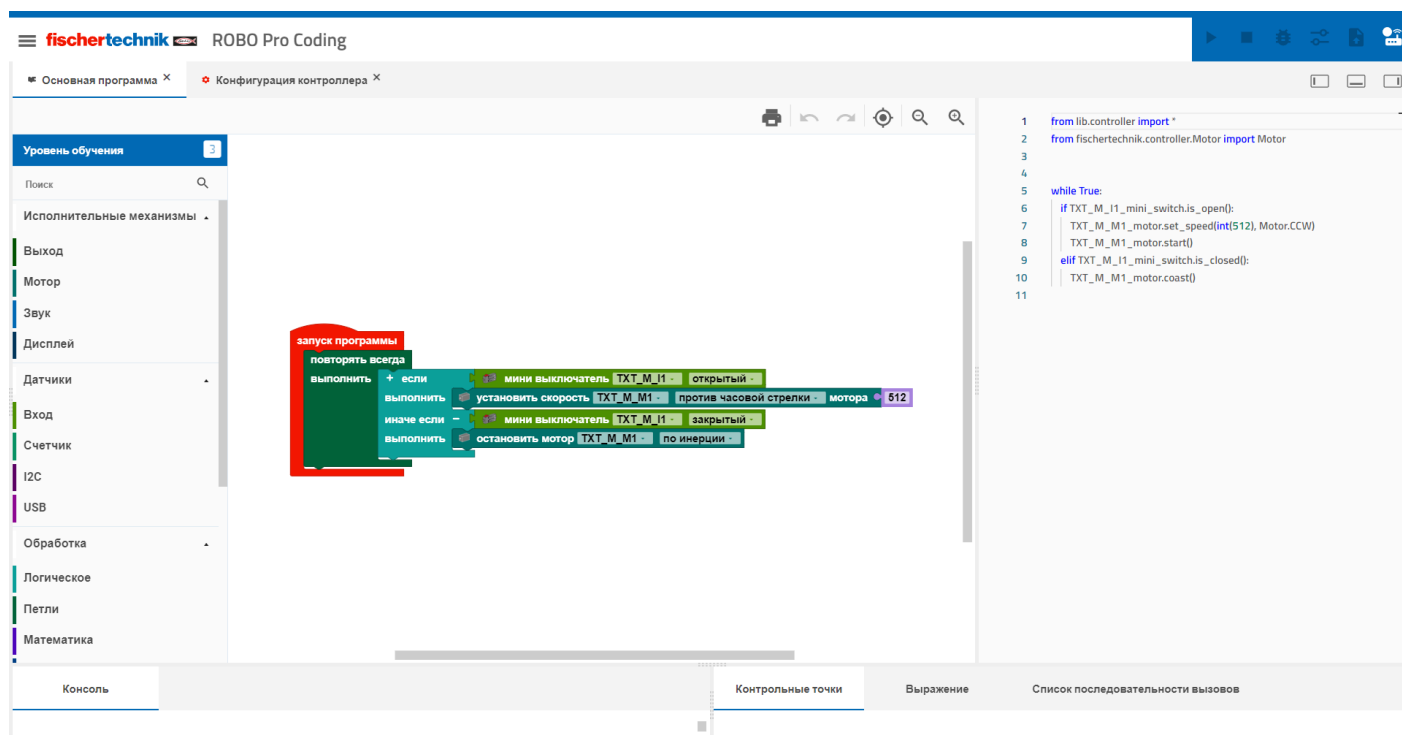 fischertechnik ROBO Pro Coding
Основная программа ×
Конфигурация контроллера ×
Уровень обучения 3
Поиск
Исполнительные механизмы
Выход
Мотор
Звук
Дисплей
Датчики
Вход
Счетчик
I2C
USB
Обработка
Логическое
Петли
Математика
запуск программы
повторять всегда
выполнить + если мини выключатель TXT_M_I1 открытый
выполнить установить скорость TXT_M_M1 против часовой стрелки мотора 512
иначе если − мини выключатель TXT_M_I1 закрытый
выполнить остановить мотор TXT_M_M1 по инерции
1 from lib.controller import *
2 from fischertechnik.controller.Motor import Motor
3
4
5 while True:
6 if TXT_M_I1_mini_switch.is_open():
7 TXT_M_M1_motor.set_speed(int(512), Motor.CCW)
8 TXT_M_M1_motor.start()
9 elif TXT_M_I1_mini_switch.is_closed():
10 TXT_M_M1_motor.coast()
11
Консоль
Контрольные точки
Выражение
Список последовательности вызовов